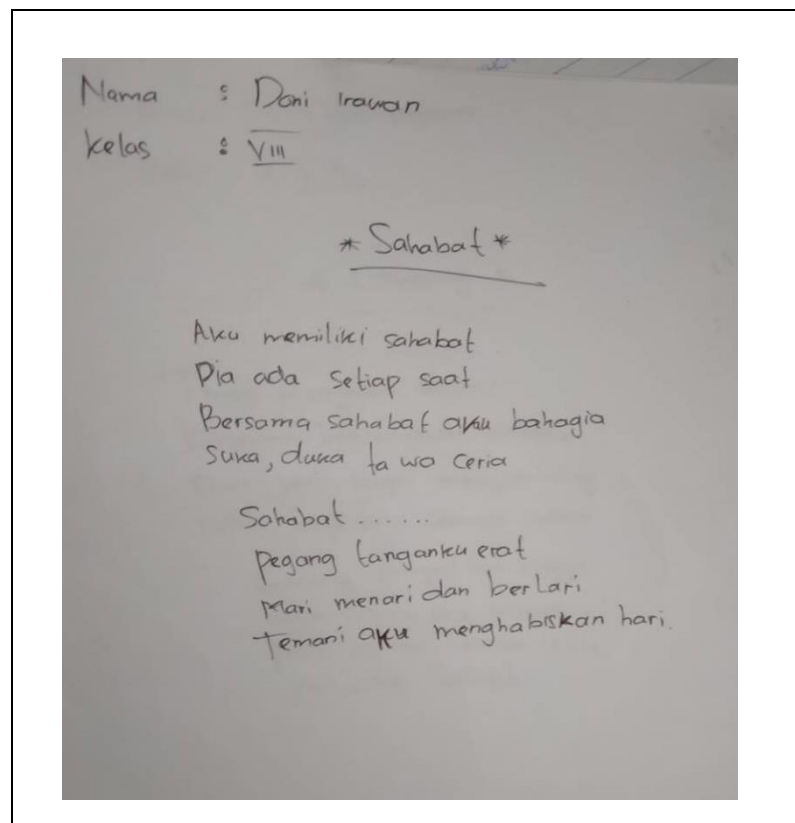 Nama : Doni Irawan
Kelas : VIII
* Sahabat *
Aku memiliki sahabat
Dia ada setiap saat
Bersama sahabat aku bahagia
Suka, duka tawa ceria
Sahabat ......
Pegang tanganku erat
Mari menari dan berlari
Temani aku menghabiskan hari.